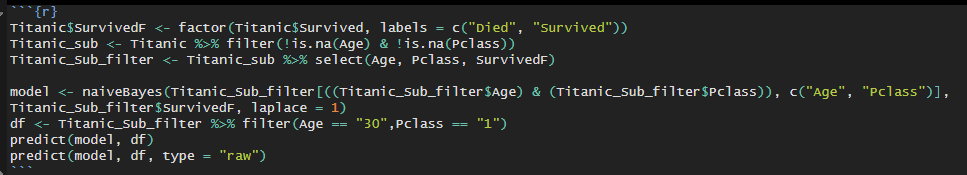 ```{r}
Titanic$SurvivedF <- factor(Titanic$Survived, labels = c("Died", "Survived"))
Titanic_sub <- Titanic %>% filter(!is.na(Age) & !is.na(Pclass))
Titanic_Sub_filter <- Titanic_sub %>% select(Age, Pclass, SurvivedF)
model <- naiveBayes(Titanic_Sub_filter[((Titanic_Sub_filter$Age) & (Titanic_Sub_filter$Pclass)), c("Age", "Pclass")],
Titanic_Sub_filter$SurvivedF, laplace = 1)
df <- Titanic_Sub_filter %>% filter(Age == "30",Pclass == "1")
predict(model, df)
predict(model, df, type = "raw")
```